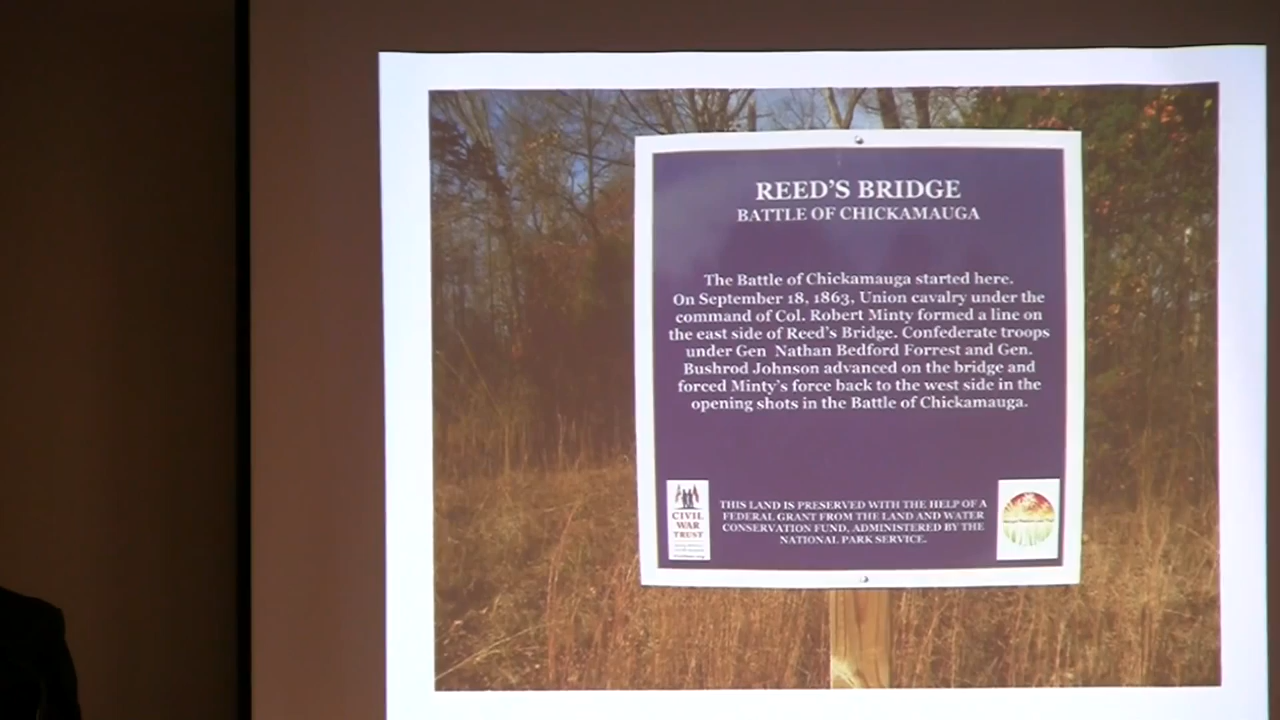 REED'S BRIDGE
BATTLE OF CHICKAMAUGA
The Battle of Chickamauga started here.
On September 18, 1863, Union cavalry under the
command of Col. Robert Minty formed a line on
the east side of Reed's Bridge. Confederate troops
under Gen Nathan Bedford Forrest and Gen.
Bushrod Johnson advanced on the bridge and
forced Minty's force back to the west side in the
opening shots in the Battle of Chickamauga.
CIVIL
WAR
TRUST
THIS LAND IS PRESERVED WITH THE HELP OF A
FEDERAL GRANT FROM THE LAND AND WATER
CONSERVATION FUND, ADMINISTERED BY THE
NATIONAL PARK SERVICE.